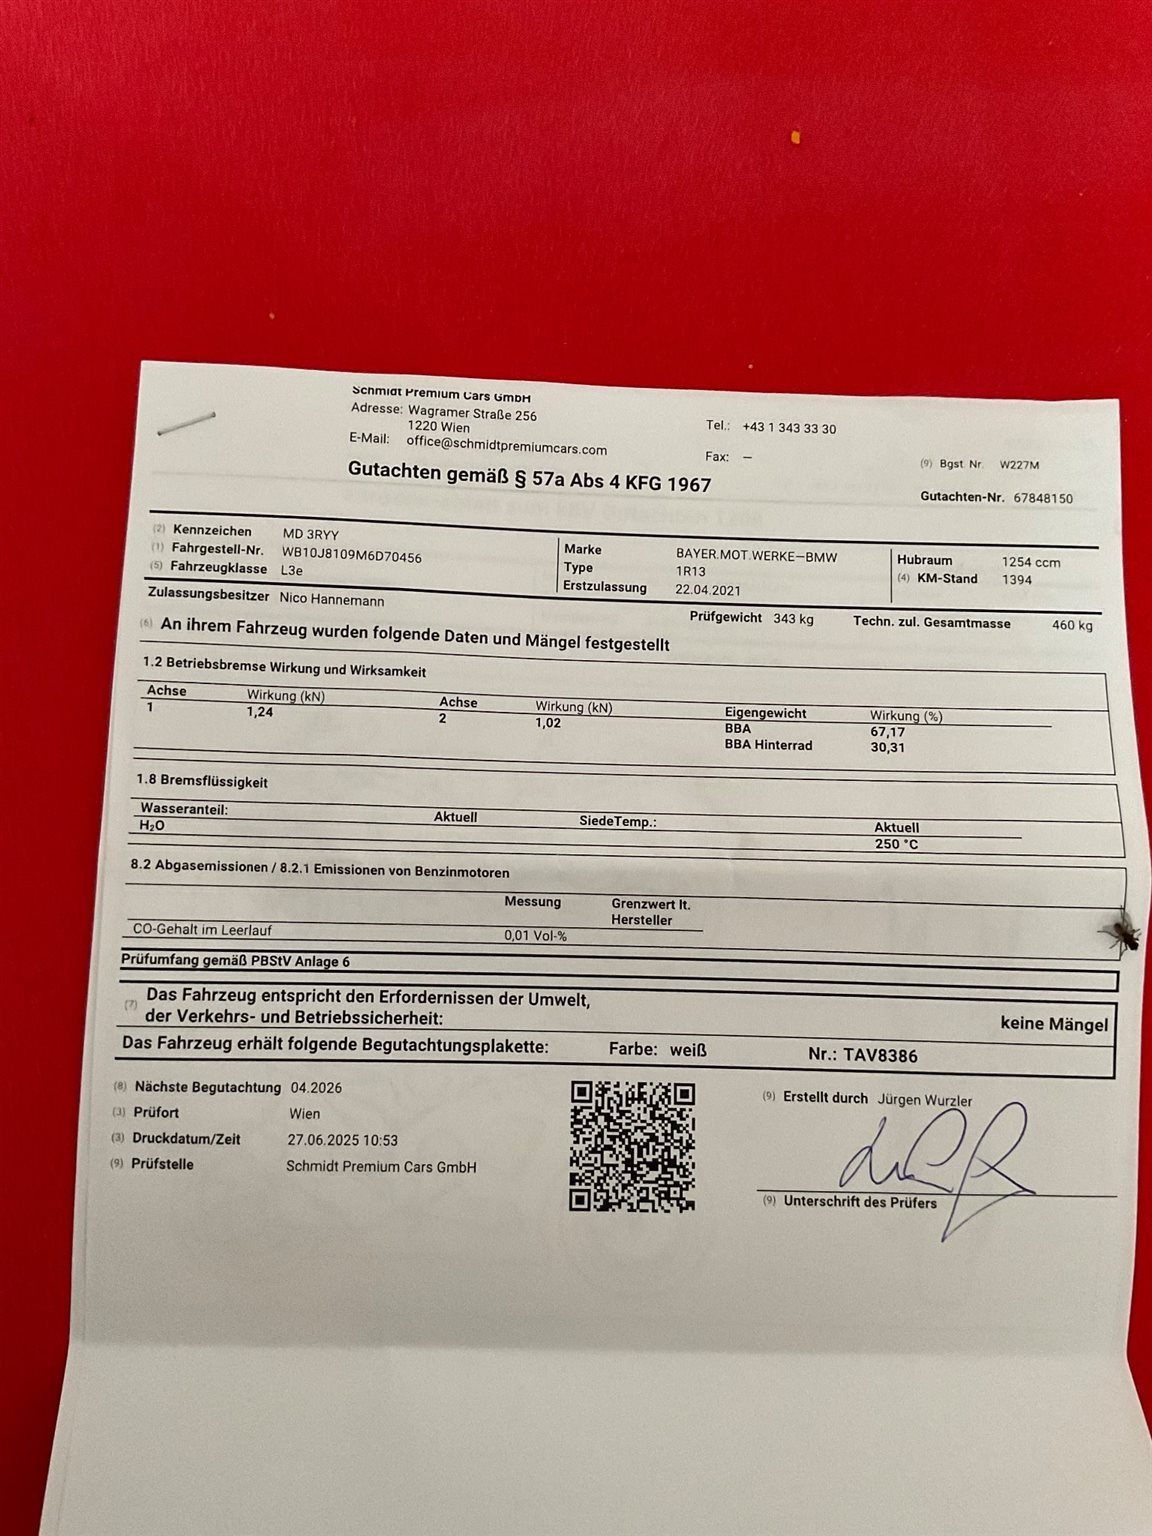 Schmidt Premium Cars GmbH
Adresse: Wagramer Straße 256
1220 Wien
Tel.: +43 1 343 33 30
E-Mail: office@schmidtpremiumcars.com
Fax: –
(9) Bgst. Nr. W227M
Gutachten gemäß § 57a Abs 4 KFG 1967
Gutachten-Nr. 67848150
(2) Kennzeichen MD 3RYY
(1) Fahrgestell-Nr. WB10J8109M6D70456
(5) Fahrzeugklasse L3e
Marke BAYER.MOT.WERKE–BMW
Type 1R13
Erstzulassung 22.04.2021
Hubraum 1254 ccm
(4) KM-Stand 1394
Zulassungsbesitzer Nico Hannemann
Prüfgewicht 343 kg Techn. zul. Gesamtmasse 460 kg
(6) An ihrem Fahrzeug wurden folgende Daten und Mängel festgestellt
1.2 Betriebsbremse Wirkung und Wirksamkeit
Achse Wirkung (kN) Achse Wirkung (kN) Eigengewicht Wirkung (%)
1 1,24 2 1,02 BBA 67,17
BBA Hinterrad 30,31
1.8 Bremsflüssigkeit
Wasseranteil: Aktuell SiedeTemp.: Aktuell
H₂O 250 °C
8.2 Abgasemissionen / 8.2.1 Emissionen von Benzinmotoren
Messung Grenzwert lt.
Hersteller
CO-Gehalt im Leerlauf 0,01 Vol-%
Prüfumfang gemäß PBStV Anlage 6
(7) Das Fahrzeug entspricht den Erfordernissen der Umwelt,
der Verkehrs- und Betriebssicherheit: keine Mängel
Das Fahrzeug erhält folgende Begutachtungsplakette: Farbe: weiß Nr.: TAV8386
(8) Nächste Begutachtung 04.2026
(3) Prüfort Wien
(3) Druckdatum/Zeit 27.06.2025 10:53
(9) Prüfstelle Schmidt Premium Cars GmbH
(9) Erstellt durch Jürgen Wurzler
(9) Unterschrift des Prüfers